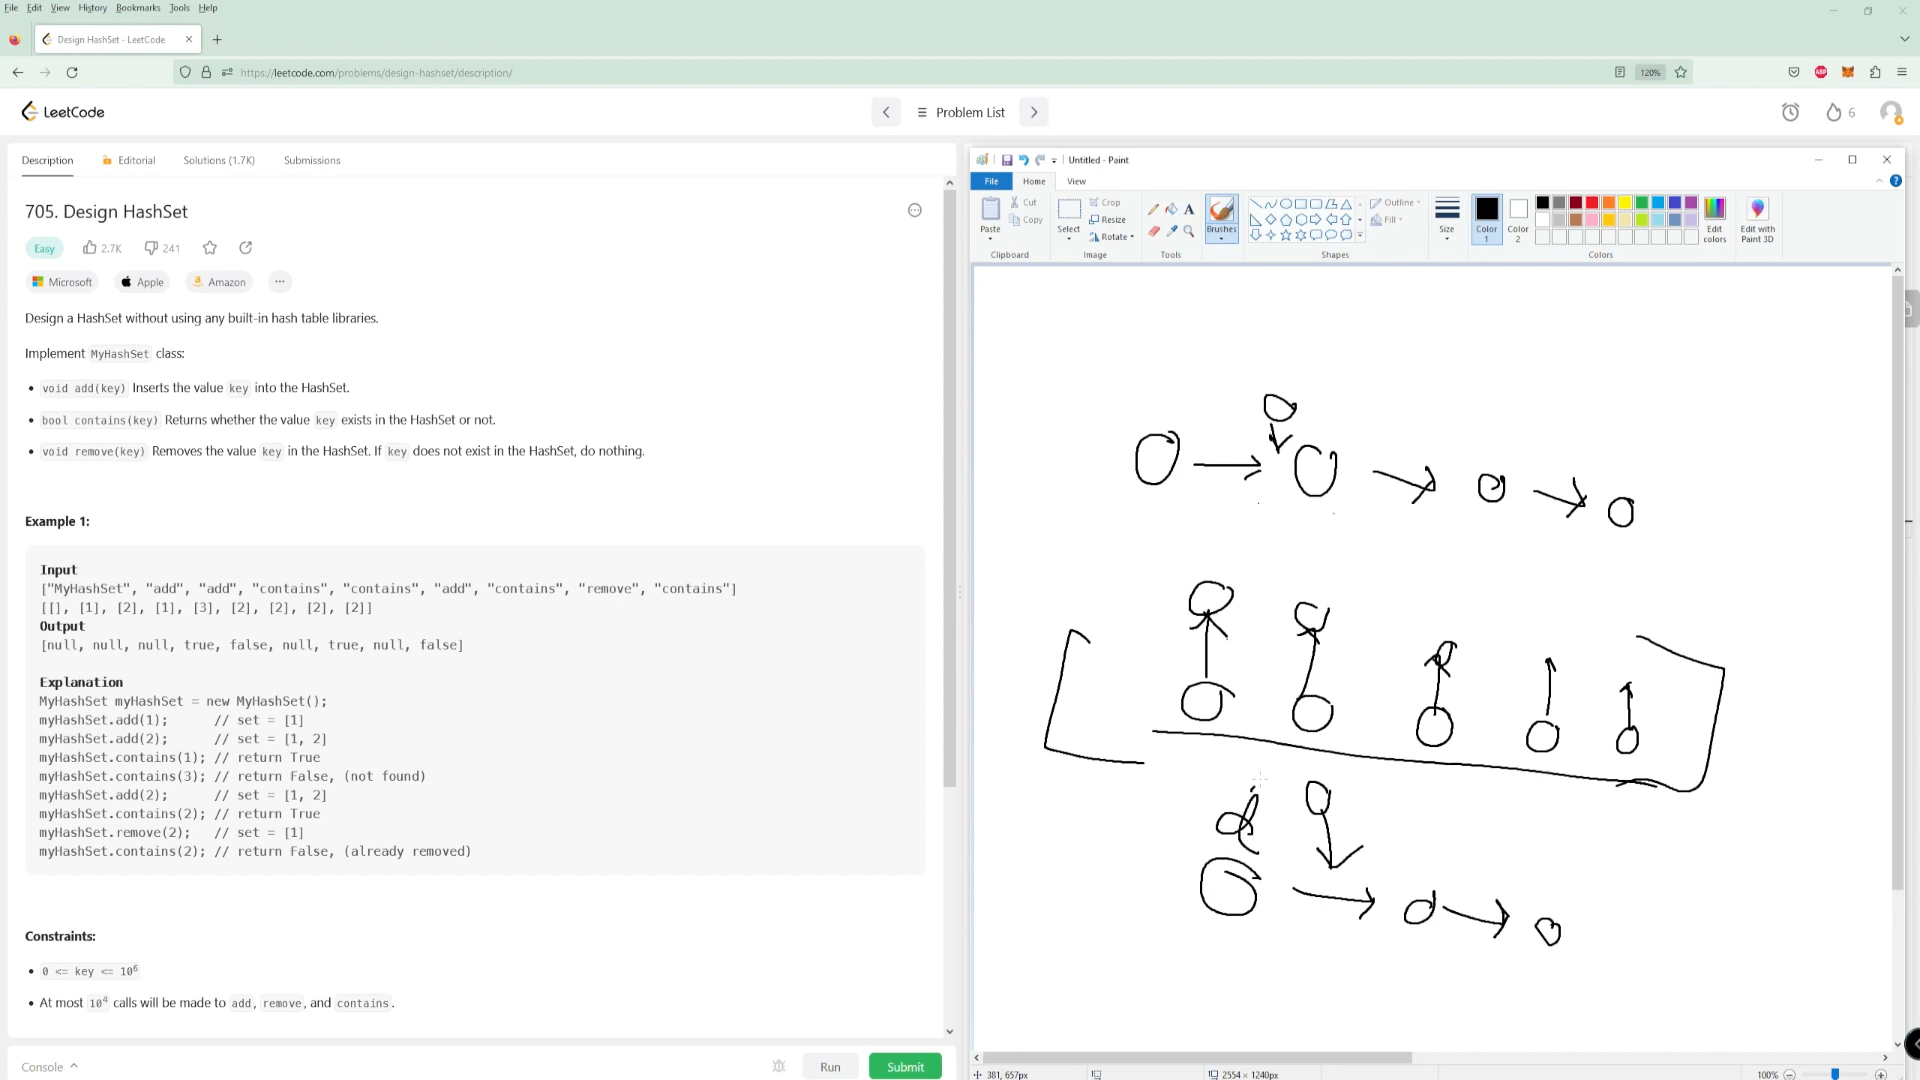 File Edit View History Bookmarks Tools Help
Design HashSet - LeetCode
https://leetcode.com/problems/design-hashset/description/
120%
ABP
LeetCode
Problem List
6
Description Editorial Solutions (1.7K) Submissions
705. Design HashSet
Easy 2.7K 241
Microsoft Apple Amazon
Design a HashSet without using any built-in hash table libraries.
Implement MyHashSet class:
• void add(key) Inserts the value key into the HashSet.
• bool contains(key) Returns whether the value key exists in the HashSet or not.
• void remove(key) Removes the value key in the HashSet. If key does not exist in the HashSet, do nothing.
Example 1:
Input
["MyHashSet", "add", "add", "contains", "contains", "add", "contains", "remove", "contains"]
[[], [1], [2], [1], [3], [2], [2], [2], [2]]
Output
[null, null, null, true, false, null, true, null, false]
Explanation
MyHashSet myHashSet = new MyHashSet();
myHashSet.add(1);      // set = [1]
myHashSet.add(2);      // set = [1, 2]
myHashSet.contains(1); // return True
myHashSet.contains(3); // return False, (not found)
myHashSet.add(2);      // set = [1, 2]
myHashSet.contains(2); // return True
myHashSet.remove(2);   // set = [1]
myHashSet.contains(2); // return False, (already removed)
Constraints:
• 0 <= key <= 10⁶
• At most 10⁴ calls will be made to add, remove, and contains.
Console Run Submit
Untitled - Paint
File Home View
Paste Cut Copy
Clipboard
Select Crop Resize Rotate
Image
A
Tools
Brushes
Outline Fill
Shapes
Size
Color 1
Color 2
Edit colors
Colors
Edit with Paint 3D
381, 657px
2554 × 1240px
100%